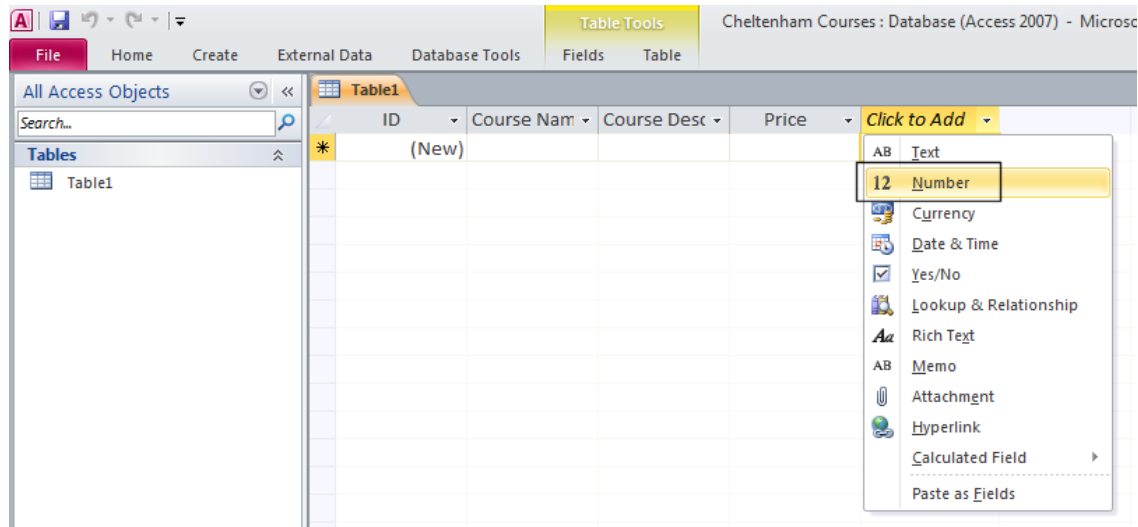 Table Tools
Cheltenham Courses : Database (Access 2007) - Microsc
File Home Create External Data Database Tools Fields Table
All Access Objects
Table1
Search...
ID Course Nam Course Desc Price Click to Add
(New)
Tables
Table1
AB Text
12 Number
Currency
Date & Time
Yes/No
Lookup & Relationship
Aa Rich Text
AB Memo
Attachment
Hyperlink
Calculated Field
Paste as Fields